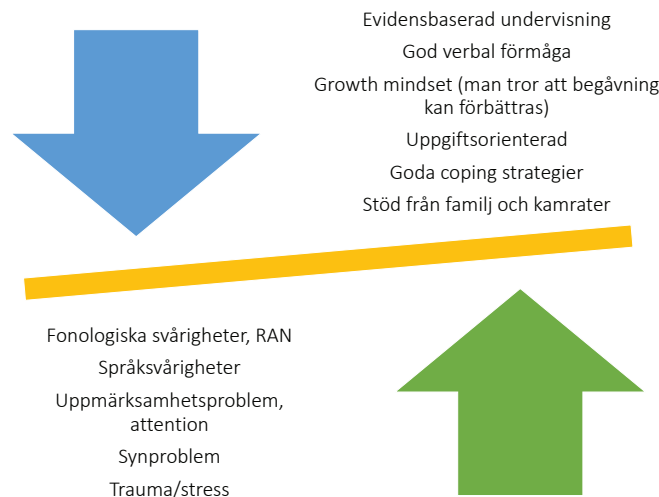 Evidensbaserad undervisning
God verbal förmåga
Growth mindset (man tror att begåvning
kan förbättras)
Uppgiftsorienterad
Goda coping strategier
Stöd från familj och kamrater
Fonologiska svårigheter, RAN
Språksvårigheter
Uppmärksamhetsproblem,
attention
Synproblem
Trauma/stress